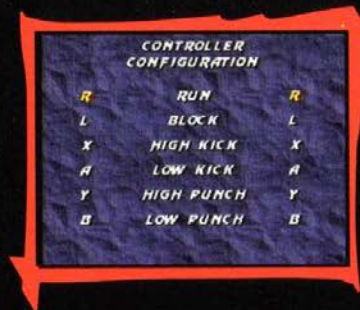 CONTROLLER
CONFIGURATION
R RUN R
L BLOCK L
X HIGH KICK X
A LOW KICK A
Y HIGH PUNCH Y
B LOW PUNCH B